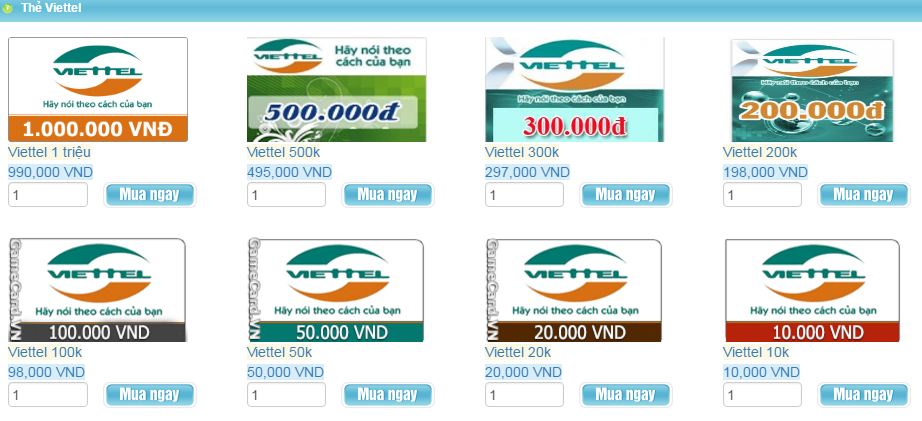 Thẻ Viettel
VIETTEL
Hãy nói theo cách của bạn
1.000.000 VNĐ
Viettel 1 triệu
990,000 VND
1
Mua ngay
VIETTEL
Hãy nói theo
cách của bạn
500.000đ
Viettel 500k
495,000 VND
1
Mua ngay
VIETTEL
Hãy nói theo cách của bạn
300.000đ
Viettel 300k
297,000 VND
1
Mua ngay
VIETTEL
Hãy nói theo cách của bạn
200.000đ
Viettel 200k
198,000 VND
1
Mua ngay
GameCard.VN
VIETTEL
Hãy nói theo cách của bạn
100.000 VND
Viettel 100k
98,000 VND
1
Mua ngay
GameCard.VN
VIETTEL
Hãy nói theo cách của bạn
50.000 VND
Viettel 50k
50,000 VND
1
Mua ngay
GameCard.VN
VIETTEL
Hãy nói theo cách của bạn
20.000 VND
Viettel 20k
20,000 VND
1
Mua ngay
VIETTEL
Hãy nói theo cách của bạn
10.000 VND
Viettel 10k
10,000 VND
1
Mua ngay